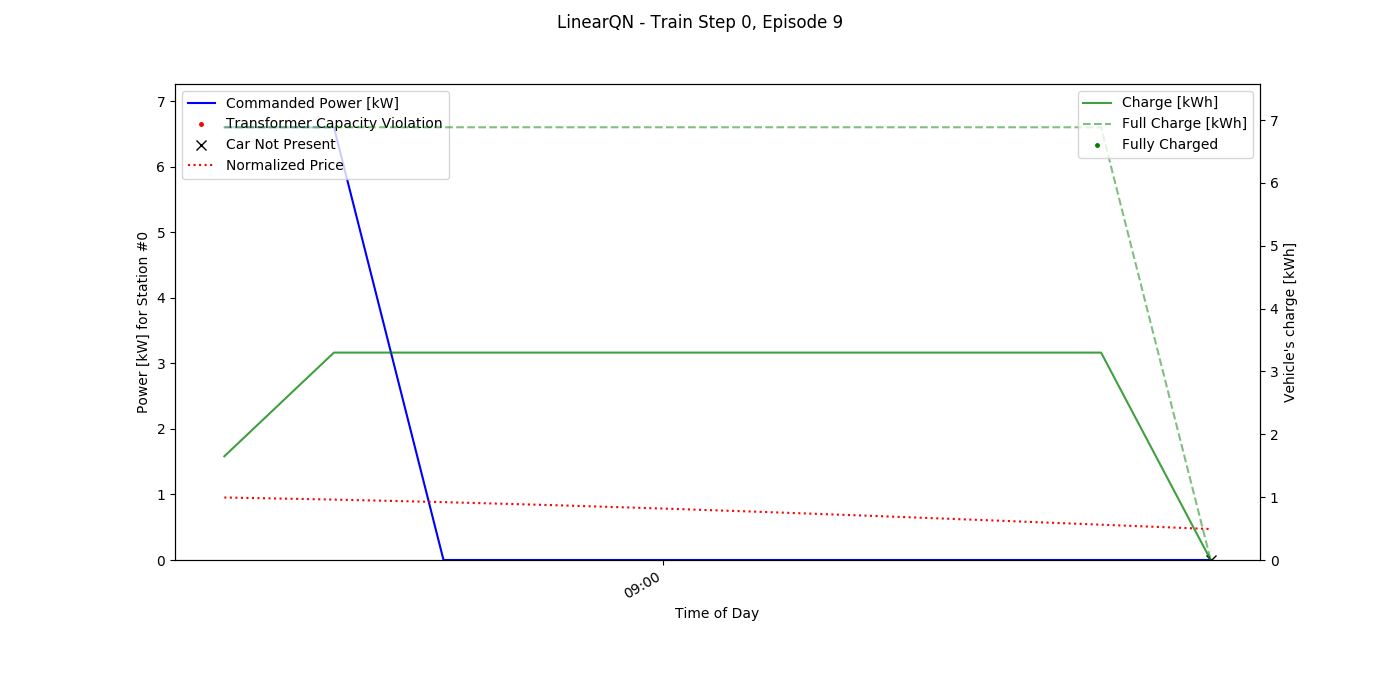 LinearQN - Train Step 0, Episode 9
Commanded Power [kW]
Transformer Capacity Violation
Car Not Present
Normalized Price
Charge [kWh]
Full Charge [kWh]
Fully Charged
7
6
5
4
3
2
1
0
Power [kW] for Station #0
7
6
5
4
3
2
1
0
Vehicle's charge [kWh]
09:00
Time of Day